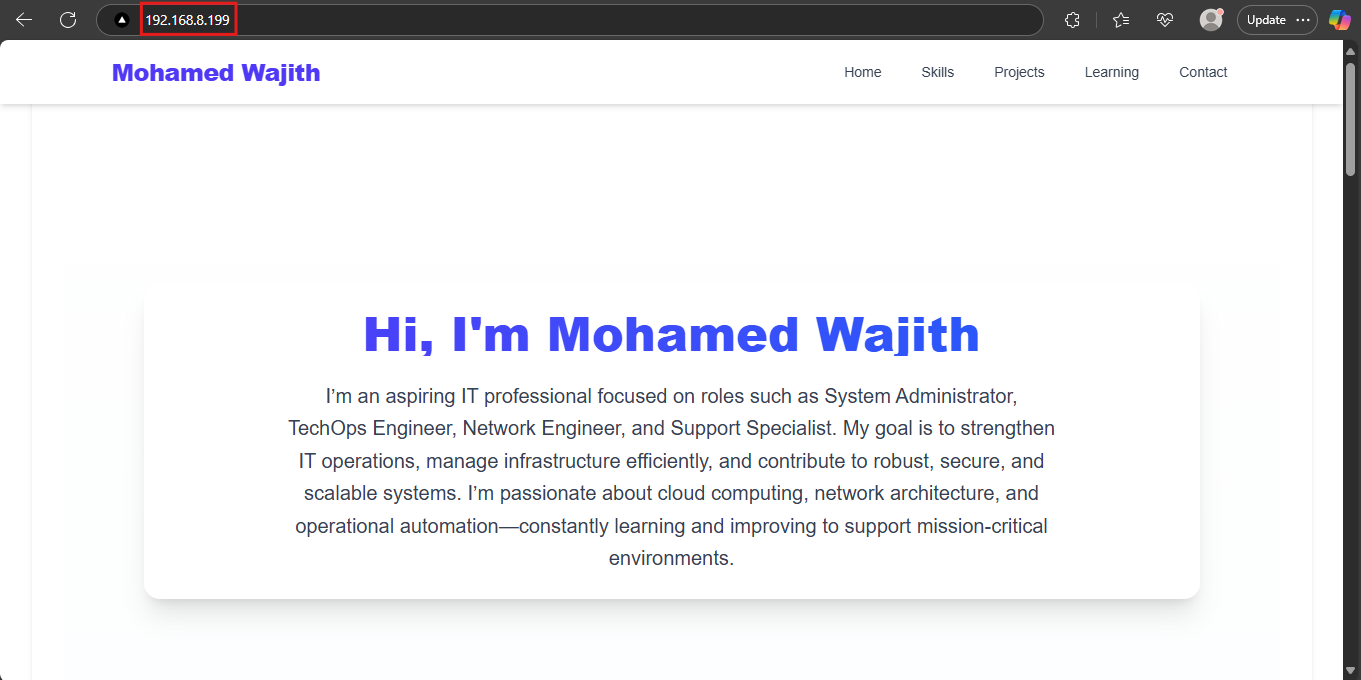 192.168.8.199
Update
Mohamed Wajith
Home
Skills
Projects
Learning
Contact
Hi, I'm Mohamed Wajith
I’m an aspiring IT professional focused on roles such as System Administrator,
TechOps Engineer, Network Engineer, and Support Specialist. My goal is to strengthen
IT operations, manage infrastructure efficiently, and contribute to robust, secure, and
scalable systems. I’m passionate about cloud computing, network architecture, and
operational automation—constantly learning and improving to support mission-critical
environments.